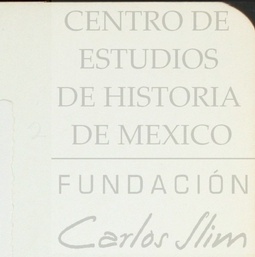 CENTRO DE
ESTUDIOS
DE HISTORIA
DE MEXICO
FUNDACIÓN
Carlos Slim